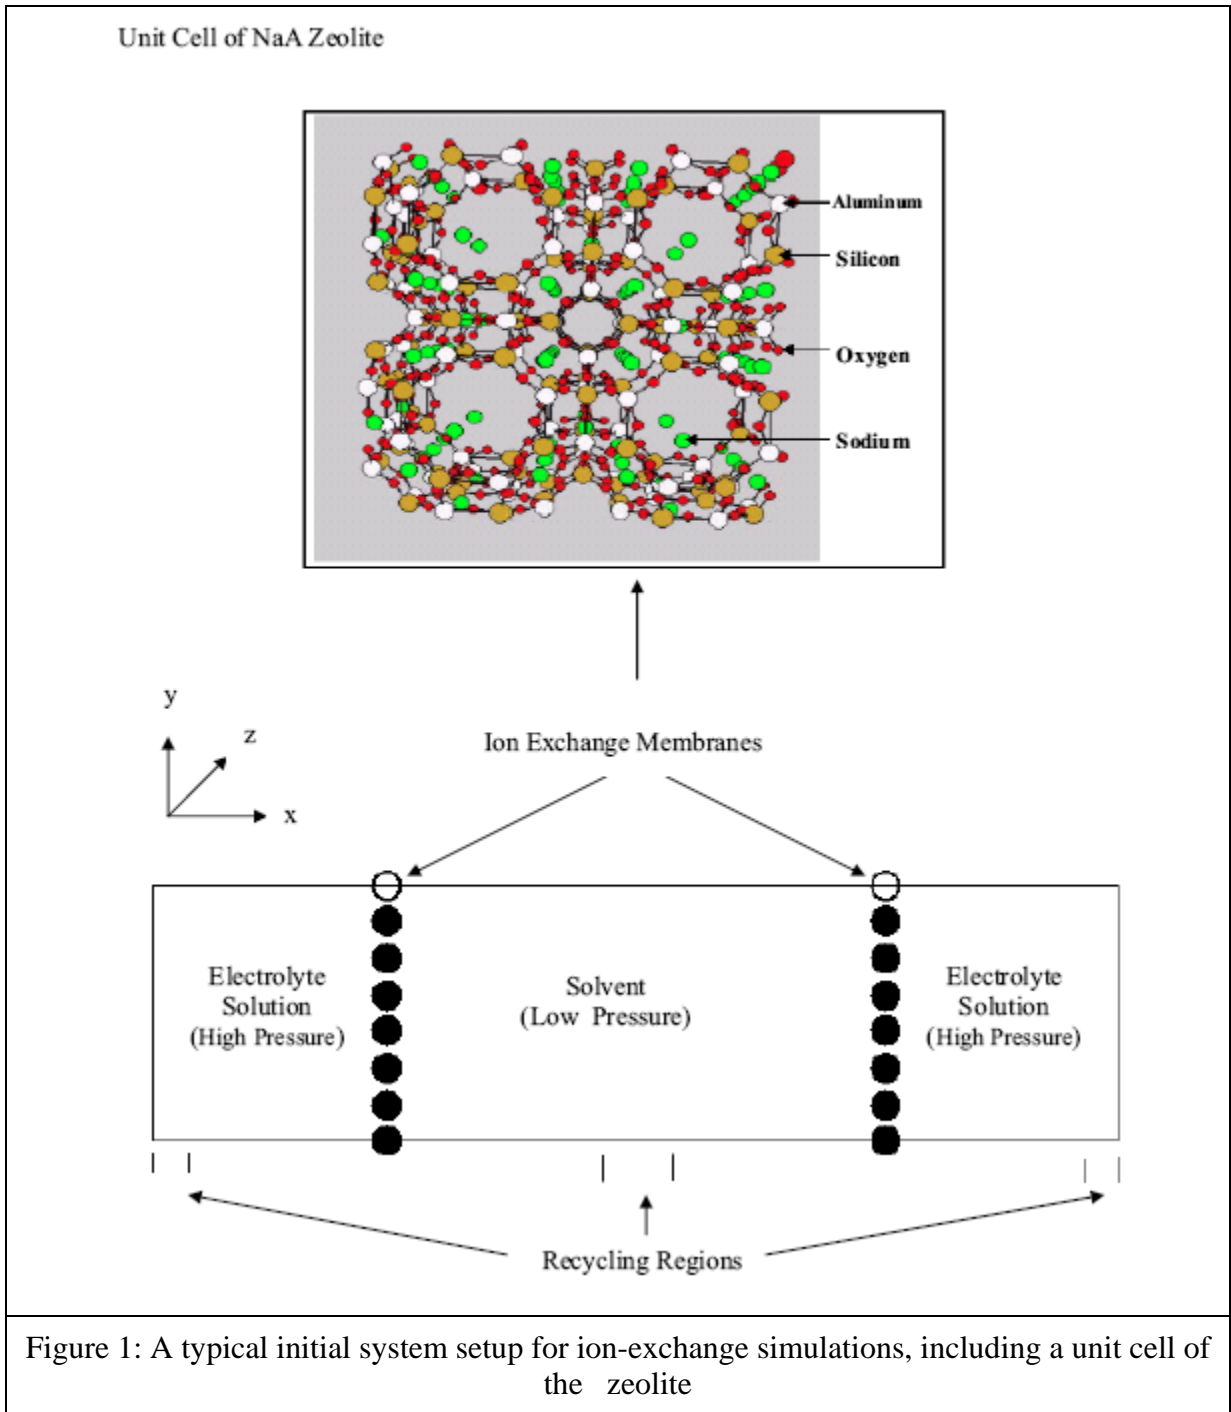 Unit Cell of NaA Zeolite
Aluminum
Silicon
Oxygen
Sodium
y
z
x
Ion Exchange Membranes
Electrolyte
Solution
(High Pressure)
Solvent
(Low Pressure)
Electrolyte
Solution
(High Pressure)
Recycling Regions
Figure 1: A typical initial system setup for ion-exchange simulations, including a unit cell of
the zeolite